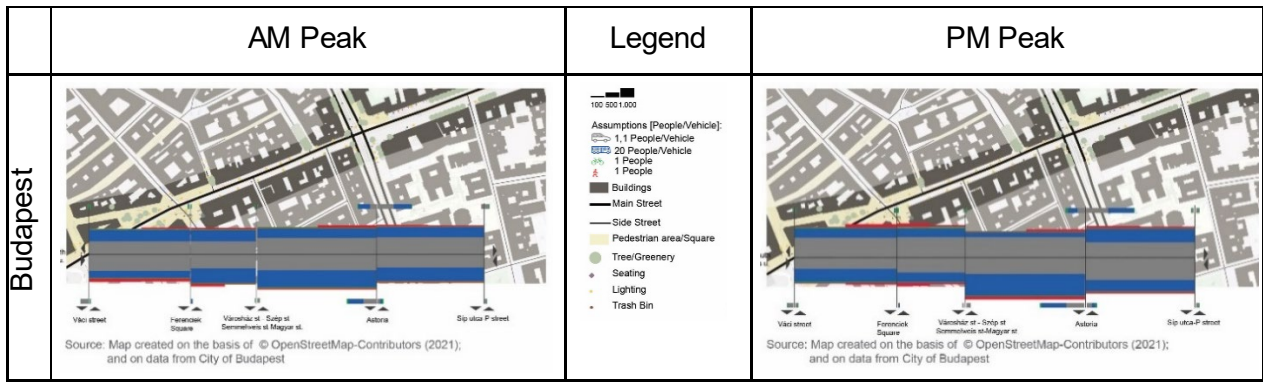 AM Peak
Legend
PM Peak
Budapest
Váci street
Ferenciek
Square
Városház st - Szép st
Semmelweis st-Magyar st.
Astoria
Síp utca-P street
Source: Map created on the basis of © OpenStreetMap-Contributors (2021);
and on data from City of Budapest
100 500 1.000
Assumptions [People/Vehicle]:
1,1 People/Vehicle
20 People/Vehicle
1 People
1 People
Buildings
Main Street
Side Street
Pedestrian area/Square
Tree/Greenery
Seating
Lighting
Trash Bin
Váci street
Ferenciek
Square
Városház st - Szép st
Semmelweis st-Magyar st
Astoria
Síp utca-P street
Source: Map created on the basis of © OpenStreetMap-Contributors (2021);
and on data from City of Budapest